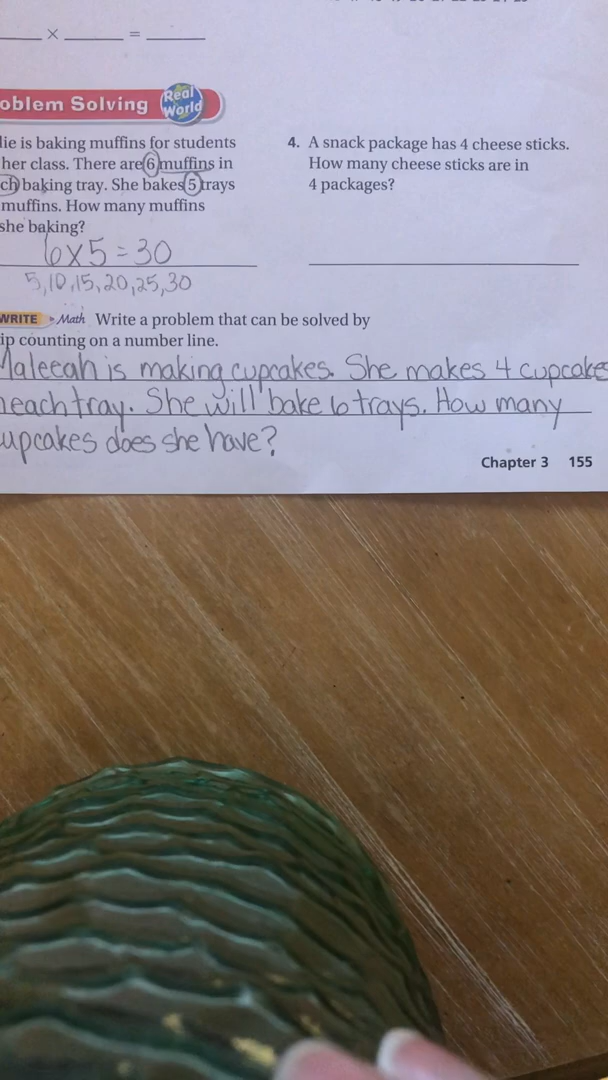 × =
oblem Solving Real World
lie is baking muffins for students
her class. There are 6 muffins in
ch baking tray. She bakes 5 trays
muffins. How many muffins
she baking?
6x5=30
5,10,15,20,25,30
4. A snack package has 4 cheese sticks.
How many cheese sticks are in
4 packages?
WRITE Math Write a problem that can be solved by
ip counting on a number line.
Maleeah is making cupcakes. She makes 4 cupcake
neach tray. She will bake 6 trays. How many
upcakes does she have?
Chapter 3 155